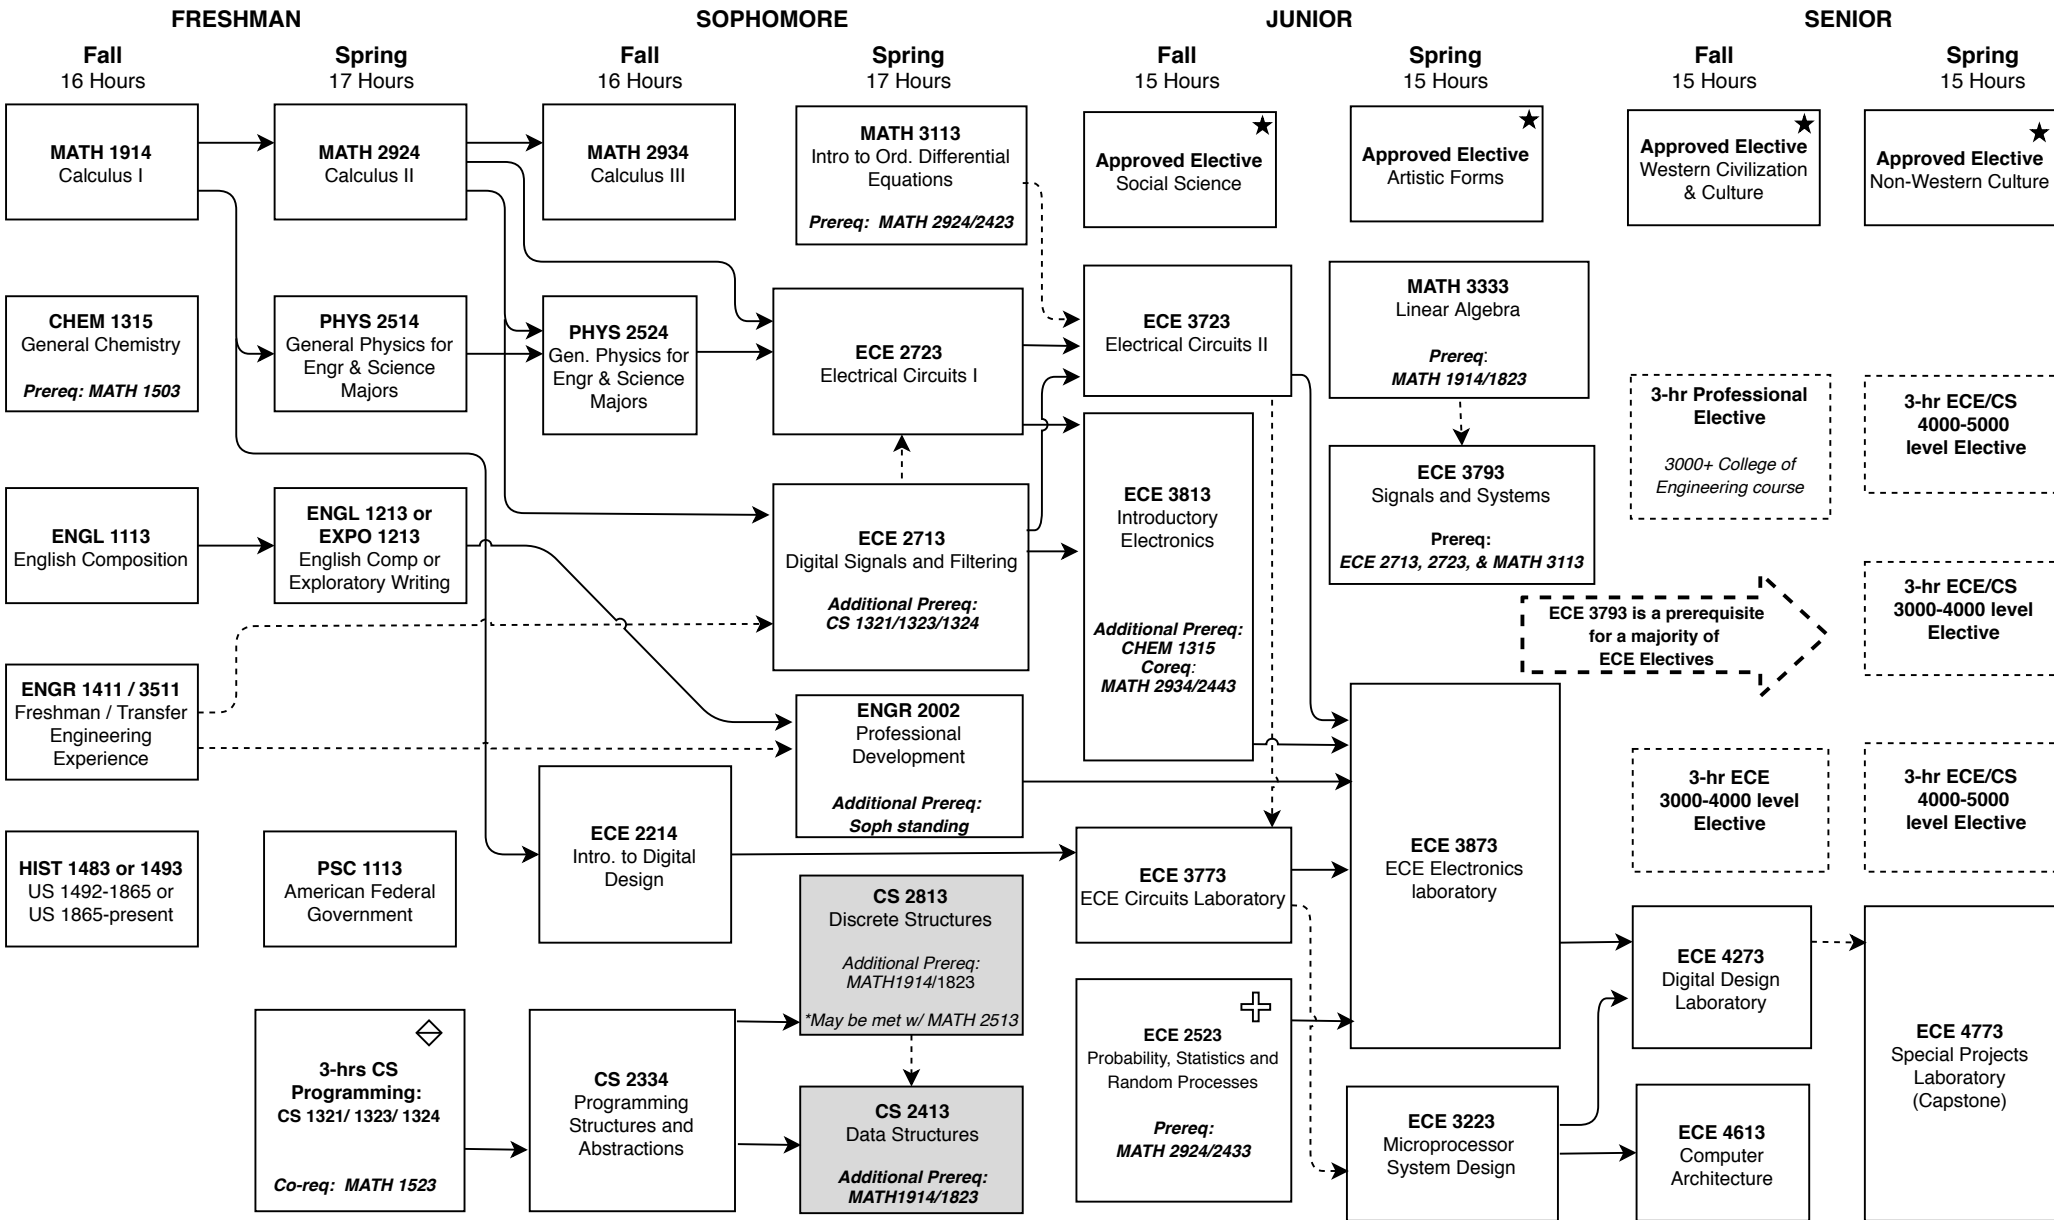 FRESHMAN
SOPHOMORE
JUNIOR
SENIOR
Fall
16 Hours
Spring
17 Hours
Fall
16 Hours
Spring
17 Hours
Fall
15 Hours
Spring
15 Hours
Fall
15 Hours
Spring
15 Hours
MATH 1914
Calculus I
MATH 2924
Calculus II
MATH 2934
Calculus III
MATH 3113
Intro to Ord. Differential
Equations
Prereq: MATH 2924/2423
Approved Elective
Social Science
Approved Elective
Artistic Forms
Approved Elective
Western Civilization
& Culture
Approved Elective
Non-Western Culture
CHEM 1315
General Chemistry
Prereq: MATH 1503
PHYS 2514
General Physics for
Engr & Science
Majors
PHYS 2524
Gen. Physics for
Engr & Science
Majors
ECE 2723
Electrical Circuits I
ECE 3723
Electrical Circuits II
MATH 3333
Linear Algebra
Prereq:
MATH 1914/1823
3-hr Professional
Elective
3000+ College of
Engineering course
3-hr ECE/CS
4000-5000
level Elective
ENGL 1113
English Composition
ENGL 1213 or
EXPO 1213
English Comp or
Exploratory Writing
ECE 2713
Digital Signals and Filtering
Additional Prereq:
CS 1321/1323/1324
ECE 3813
Introductory
Electronics
Additional Prereq:
CHEM 1315
Coreq:
MATH 2934/2443
ECE 3793
Signals and Systems
Prereq:
ECE 2713, 2723, & MATH 3113
ECE 3793 is a prerequisite
for a majority of
ECE Electives
3-hr ECE/CS
3000-4000 level
Elective
ENGR 1411 / 3511
Freshman / Transfer
Engineering
Experience
ENGR 2002
Professional
Development
Additional Prereq:
Soph standing
3-hr ECE
3000-4000 level
Elective
3-hr ECE/CS
4000-5000
level Elective
HIST 1483 or 1493
US 1492-1865 or
US 1865-present
PSC 1113
American Federal
Government
ECE 2214
Intro. to Digital
Design
CS 2813
Discrete Structures
Additional Prereq:
MATH1914/1823
*May be met w/ MATH 2513
ECE 3773
ECE Circuits Laboratory
ECE 3873
ECE Electronics
laboratory
ECE 4273
Digital Design
Laboratory
ECE 4773
Special Projects
Laboratory
(Capstone)
3-hrs CS
Programming:
CS 1321/ 1323/ 1324
Co-req: MATH 1523
CS 2334
Programming
Structures and
Abstractions
CS 2413
Data Structures
Additional Prereq:
MATH1914/1823
ECE 2523
Probability, Statistics and
Random Processes
Prereq:
MATH 2924/2433
ECE 3223
Microprocessor
System Design
ECE 4613
Computer
Architecture